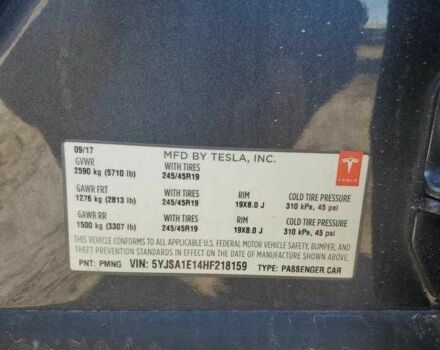 09/17 MFD BY TESLA, INC.
GVWR WITH TIRES
2590 kg (5710 lb) 245/45R19
GAWR FRT WITH TIRES RIM COLD TIRE PRESSURE
1276 kg (2813 lb) 245/45R19 19X8.0 J 310 kPa, 45 psi
GAWR RR WITH TIRES RIM COLD TIRE PRESSURE
1500 kg (3307 lb) 245/45R19 19X8.0 J 310 kPa, 45 psi
THIS VEHICLE CONFORMS TO ALL APPLICABLE U.S. FEDERAL MOTOR VEHICLE SAFETY, BUMPER, AND
THEFT PREVENTION STANDARDS IN EFFECT ON THE DATE OF MANUFACTURE SHOWN ABOVE.
PNT: PMNG VIN: 5YJSA1E14HF218159 TYPE: PASSENGER CAR
TESLA